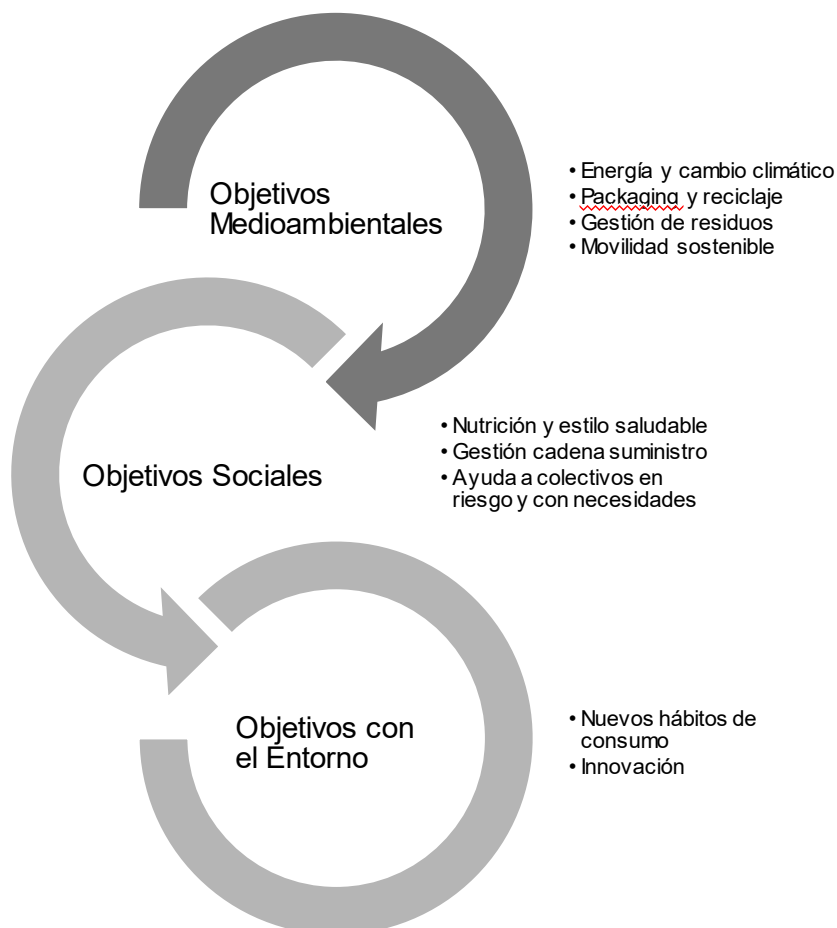 Objetivos
Medioambientales
• Energía y cambio climático
• Packaging y reciclaje
• Gestión de residuos
• Movilidad sostenible
Objetivos Sociales
• Nutrición y estilo saludable
• Gestión cadena suministro
• Ayuda a colectivos en
riesgo y con necesidades
Objetivos con
el Entorno
• Nuevos hábitos de
consumo
• Innovación